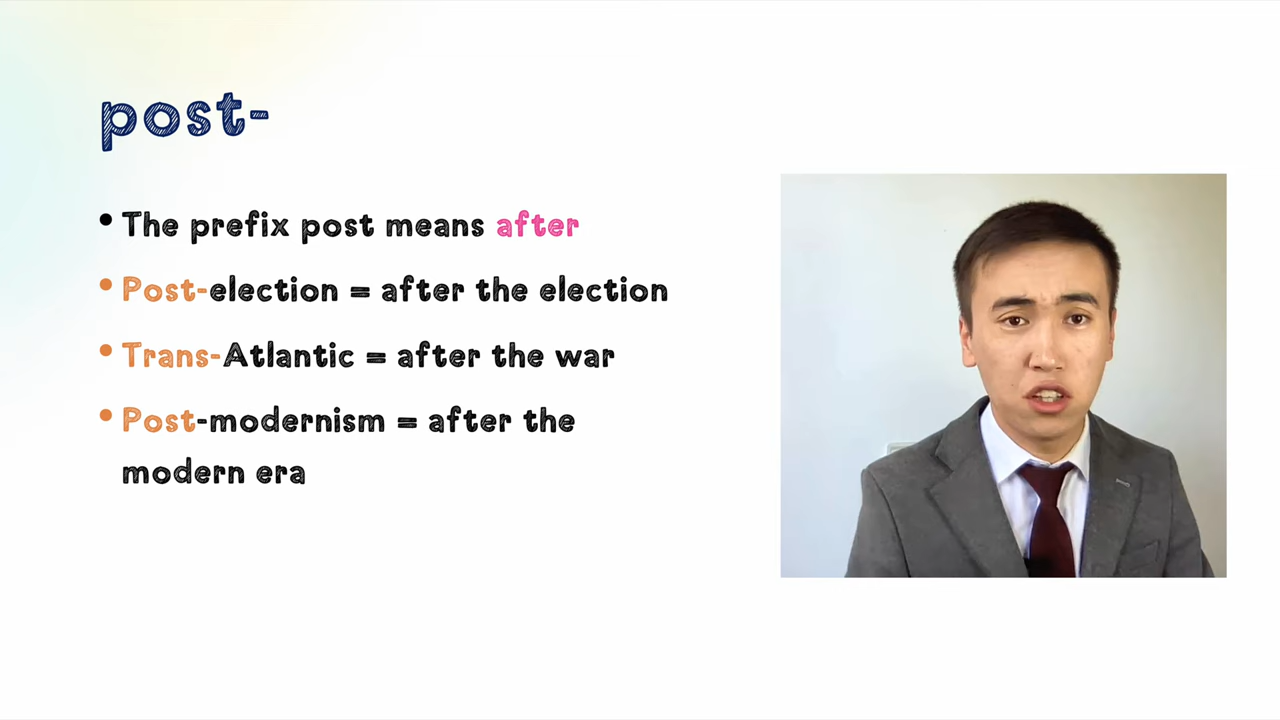 post-
• The prefix post means after
• Post-election = after the election
• Trans-Atlantic = after the war
• Post-modernism = after the
modern era